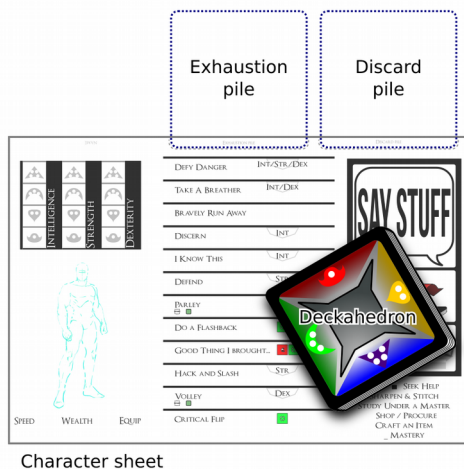 Exhaustion
pile
Discard
pile
INTELLIGENCE
STRENGTH
DEXTERITY
DEFY DANGER INT/STR/DEX
TAKE A BREATHER INT/DEX
BRAVELY RUN AWAY
DISCERN INT
I KNOW THIS INT
DEFEND
PARLEY
DO A FLASHBACK
GOOD THING I BROUGHT...
HACK AND SLASH STR
VOLLEY DEX
CRITICAL FLIP
SAY STUFF
Deckahedron
SEEK HELP
& STITCH
STUDY UNDER A MASTER
SHOP / PROCURE
CRAFT AN ITEM
_ MASTERY
SPEED WEALTH EQUIP
Character sheet